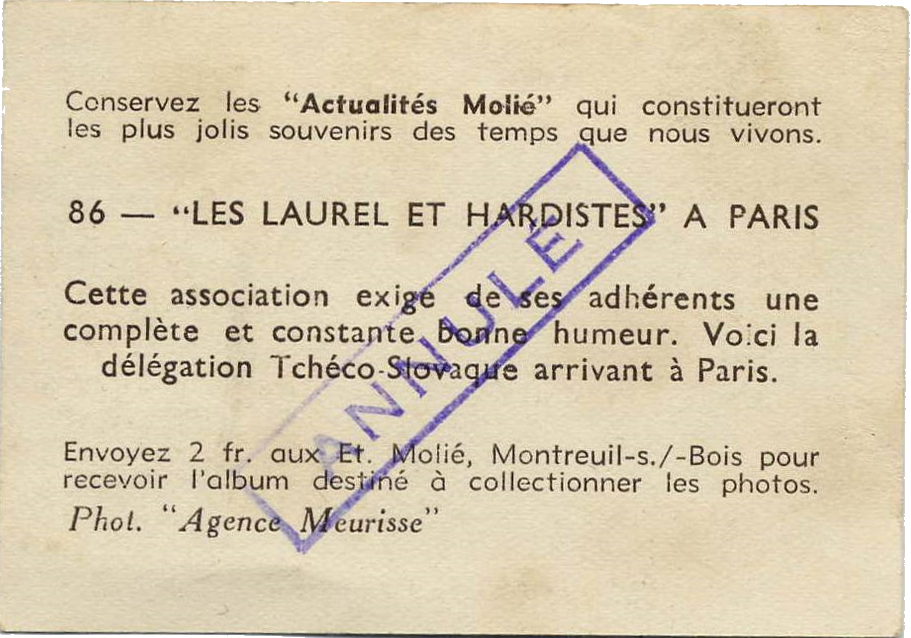 Conservez les “Actualités Molié” qui constitueront
les plus jolis souvenirs des temps que nous vivons.
86 — “LES LAUREL ET HARDISTES” A PARIS
Cette association exige de ses adhérents une
complète et constante bonne humeur. Voici la
délégation Tchéco-Slovaque arrivant à Paris.
Envoyez 2 fr. aux Et. Molié, Montreuil-s./-Bois pour
recevoir l'album destiné à collectionner les photos.
Phot. “Agence Meurisse”
ANNULÉ